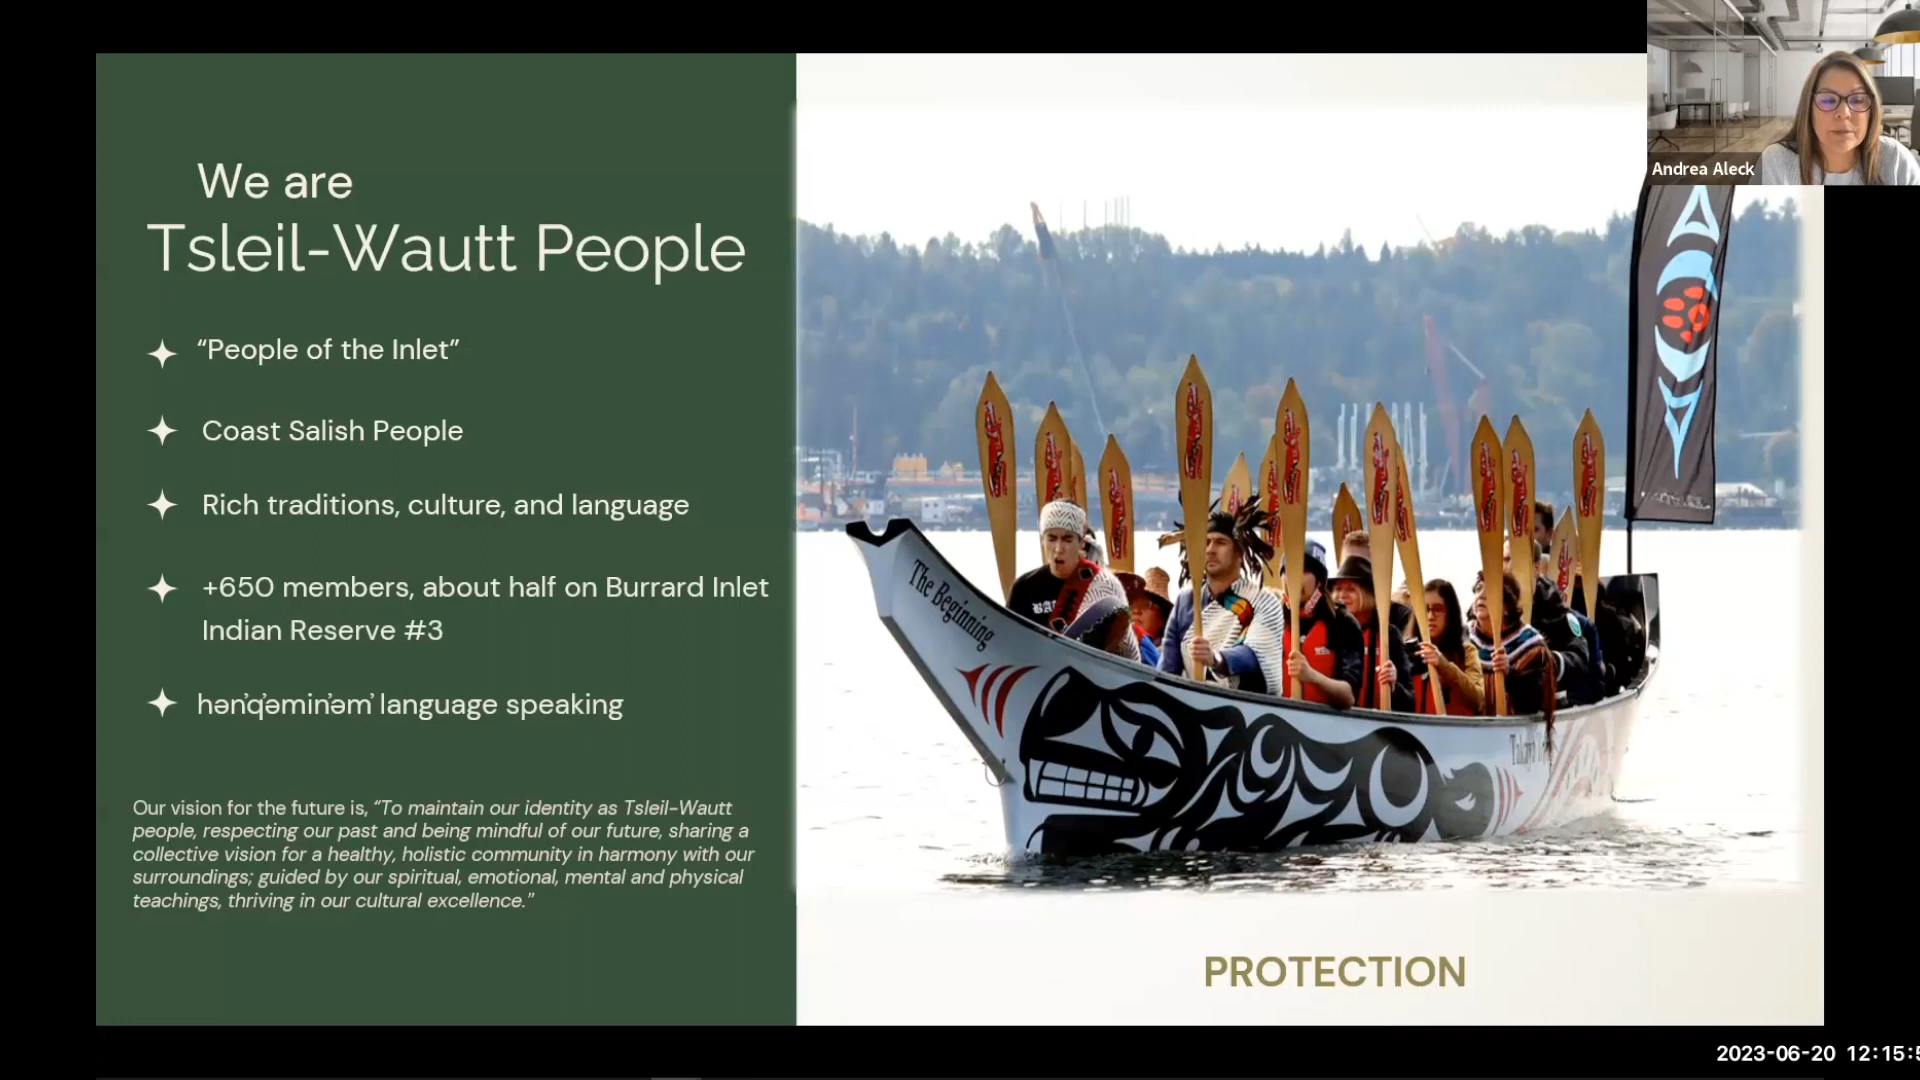 We are
Tsleil-Wautt People
“People of the Inlet”
Coast Salish People
Rich traditions, culture, and language
+650 members, about half on Burrard Inlet
Indian Reserve #3
hən̓q̓əmin̓əm̓ language speaking
Our vision for the future is, “To maintain our identity as Tsleil-Wautt
people, respecting our past and being mindful of our future, sharing a
collective vision for a healthy, holistic community in harmony with our
surroundings; guided by our spiritual, emotional, mental and physical
teachings, thriving in our cultural excellence.”
The Beginning
PROTECTION
Andrea Aleck
2023-06-20 12:15:5